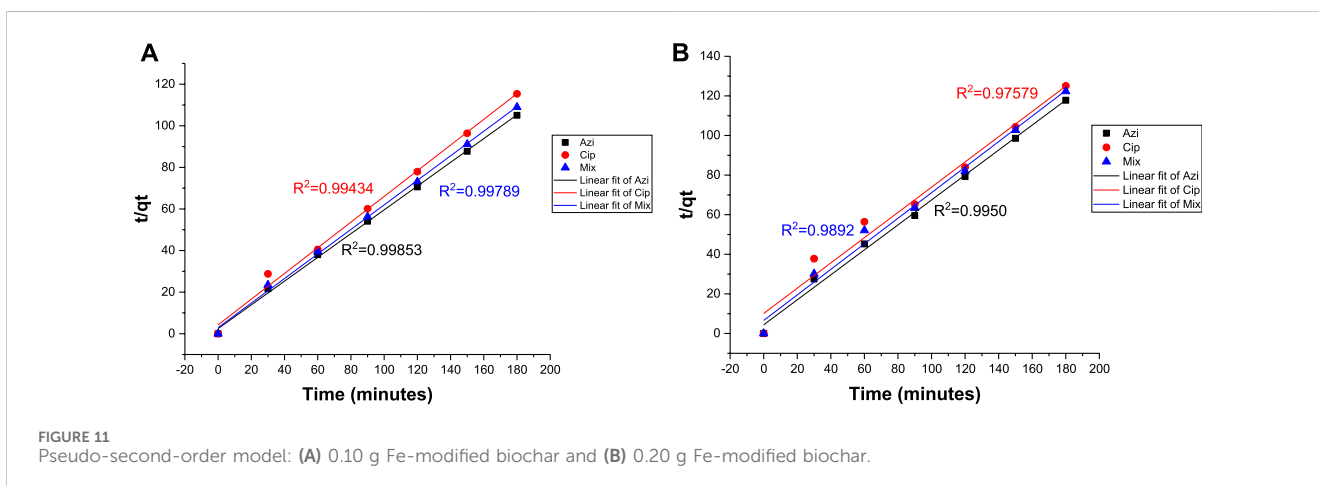 A
120
100
80
60
40
20
0
t/qt
R²=0.99434
R²=0.99789
R²=0.99853
-20 0 20 40 60 80 100 120 140 160 180 200
Time (minutes)
Azi
Cip
Mix
Linear fit of Azi
Linear fit of Cip
Linear fit of Mix
B
140
120
100
80
60
40
20
0
t/qt
R²=0.97579
R²=0.9950
R²=0.9892
-20 0 20 40 60 80 100 120 140 160 180 200
Time (minutes)
Azi
Cip
Mix
Linear fit of Azi
Linear fit of Cip
Linear fit of Mix
FIGURE 11
Pseudo-second-order model: (A) 0.10 g Fe-modified biochar and (B) 0.20 g Fe-modified biochar.